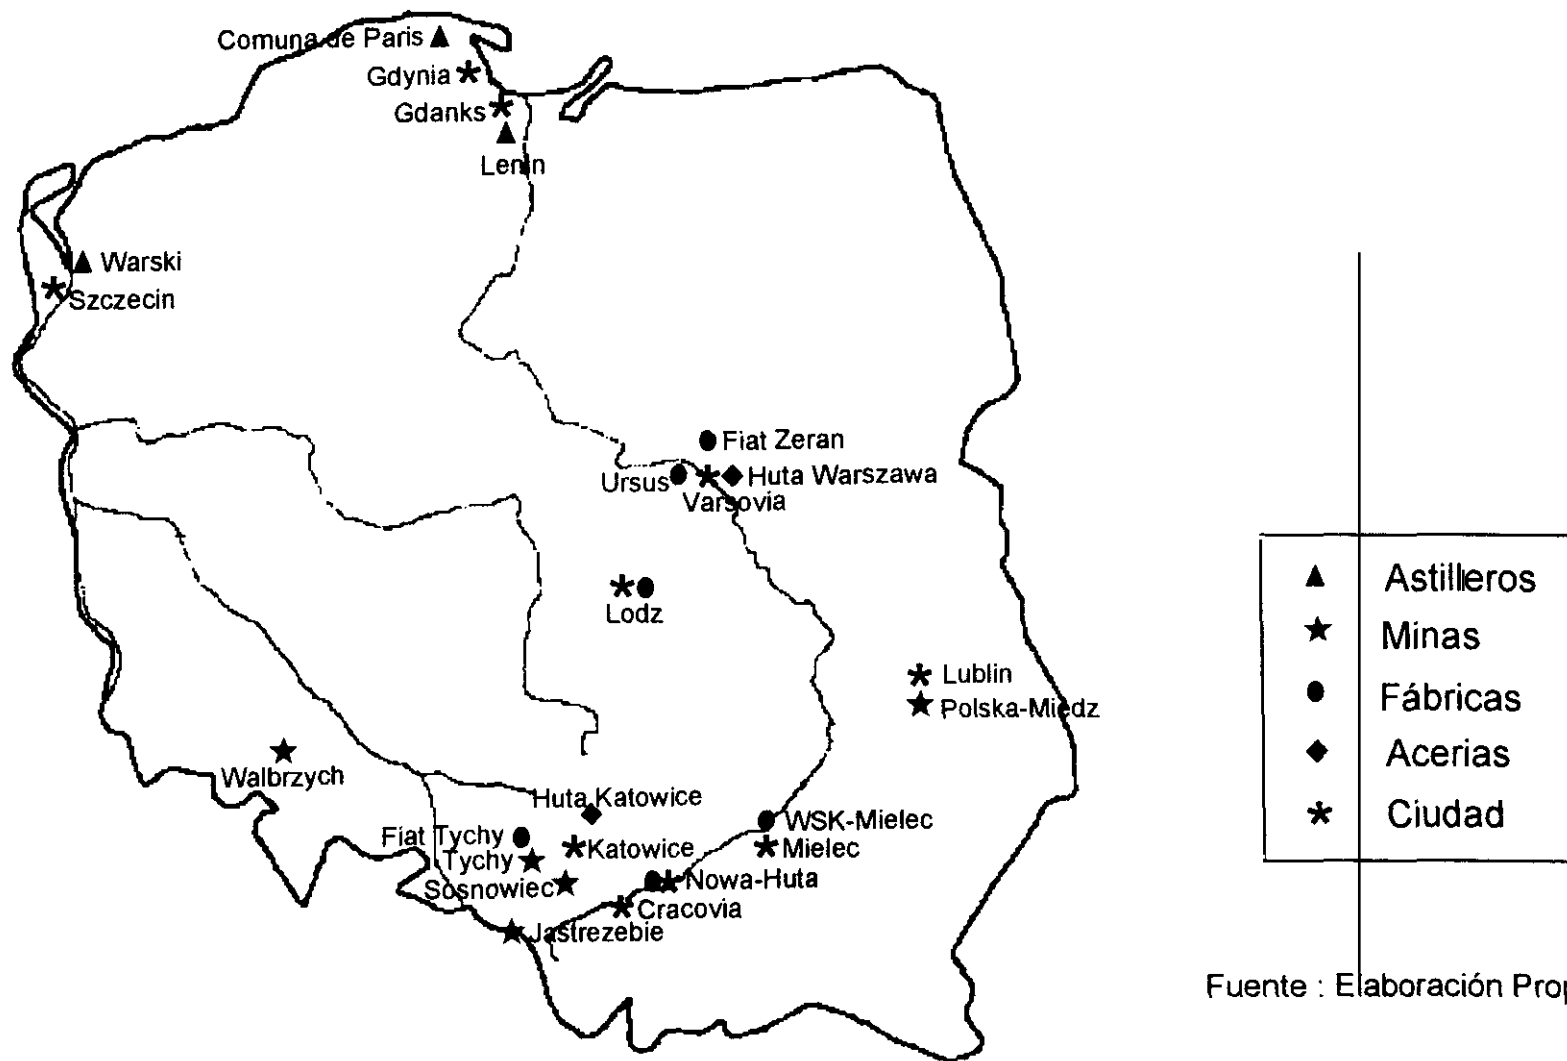 Comuna de Paris
Gdynia
Gdanks
Lenin
Warski
Szczecin
Fiat Zeran
Ursus
Huta Warszawa
Varsovia
Lodz
Lublin
Polska-Miedz
Walbrzych
Huta Katowice
Fiat Tychy
WSK-Mielec
Katowice
Mielec
Tychy
Sosnowiec
Nowa-Huta
Cracovia
Jastrezebie
Astilleros
Minas
Fábricas
Acerias
Ciudad
Fuente : Elaboración Prop